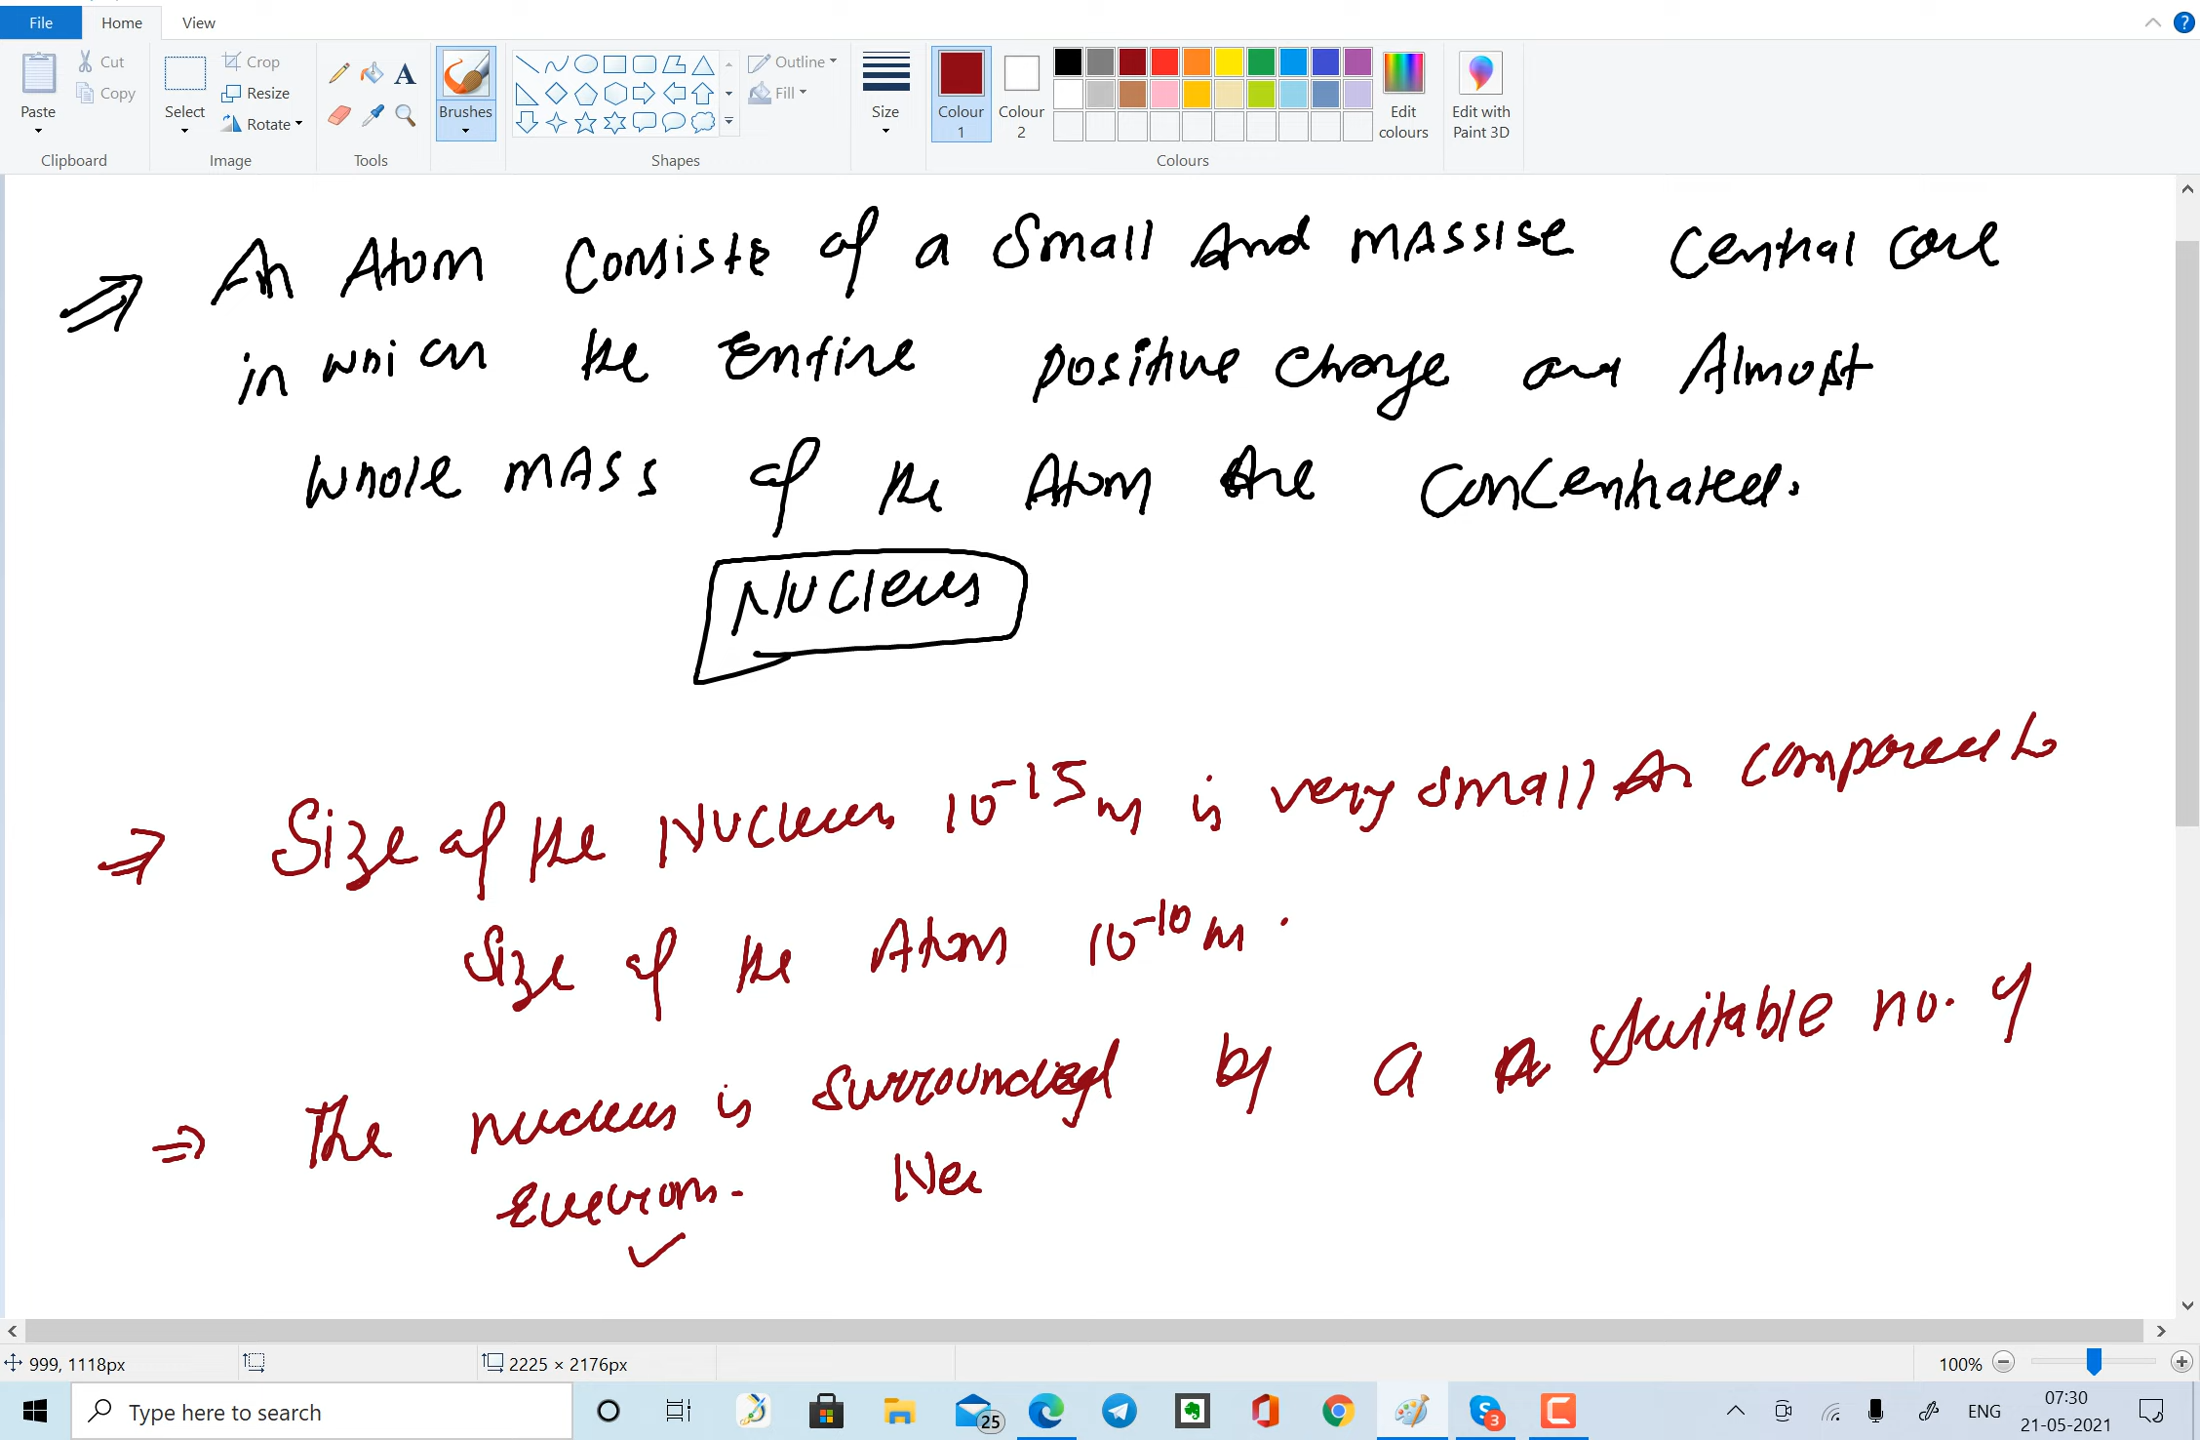 File Home View
Paste Cut Copy Select Crop Resize Rotate Brushes Outline Fill Size Colour 1 Colour 2 Edit colours Edit with Paint 3D
Clipboard Image Tools Shapes Colours
⇒ An Atom Consists of a Small And MASSISE Central Core
in which the Entire positive Charge and Almost
Whole MASS of the Atom Are Concentrated.
Nucleus
⇒ Size of the Nucleus 10⁻¹⁵m is very small As compared to
Size of the Atom 10⁻¹⁰m.
⇒ The nucleus is surrounded by a suitable no. of
Electrons. Neu
999, 1118px 2225 × 2176px 100%
Type here to search 25 3 ENG 07:30
21-05-2021